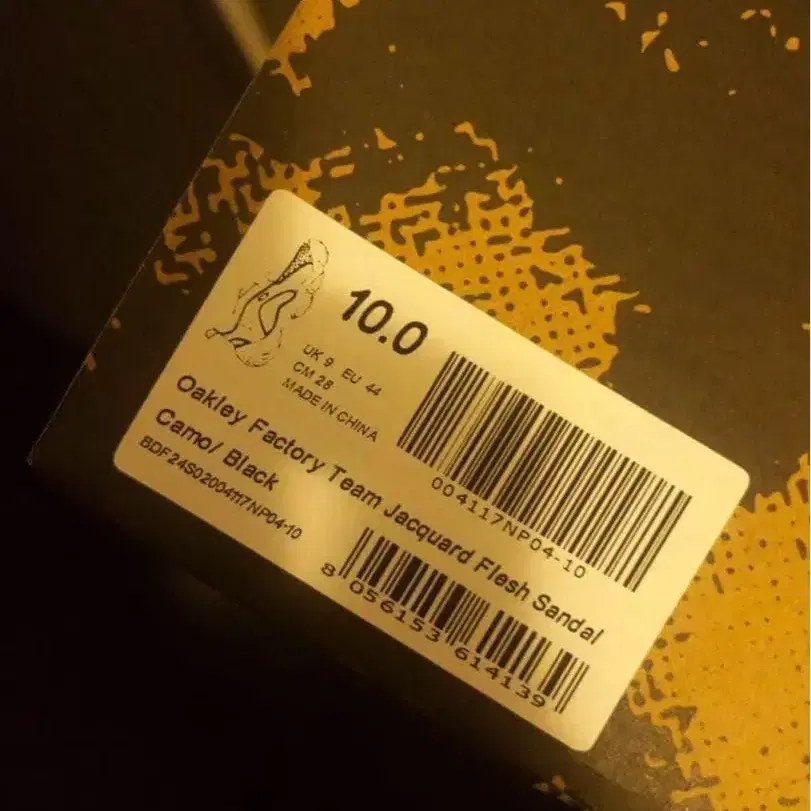 10.0
UK 9 EU 44
CM 28
MADE IN CHINA
004117NP04-10
Oakley Factory Team Jacquard Flesh Sandal
Camo/ Black
BDF24S02004117NP04-10
8 056153 614139